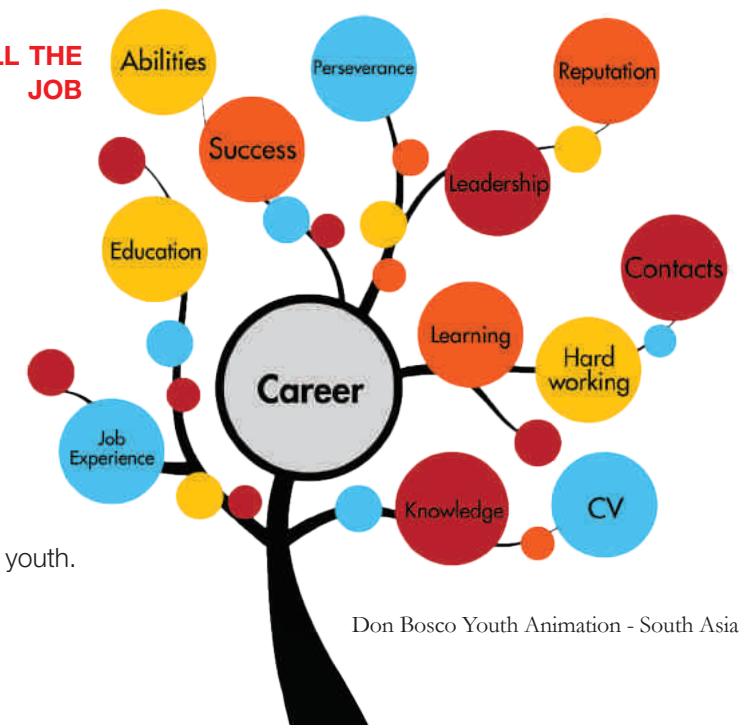 LL THE
JOB
Abilities
Perseverance
Reputation
Success
Leadership
Education
Contacts
Learning
Hard
working
Career
Job
Experience
Knowledge
CV
youth.
Don Bosco Youth Animation - South Asia